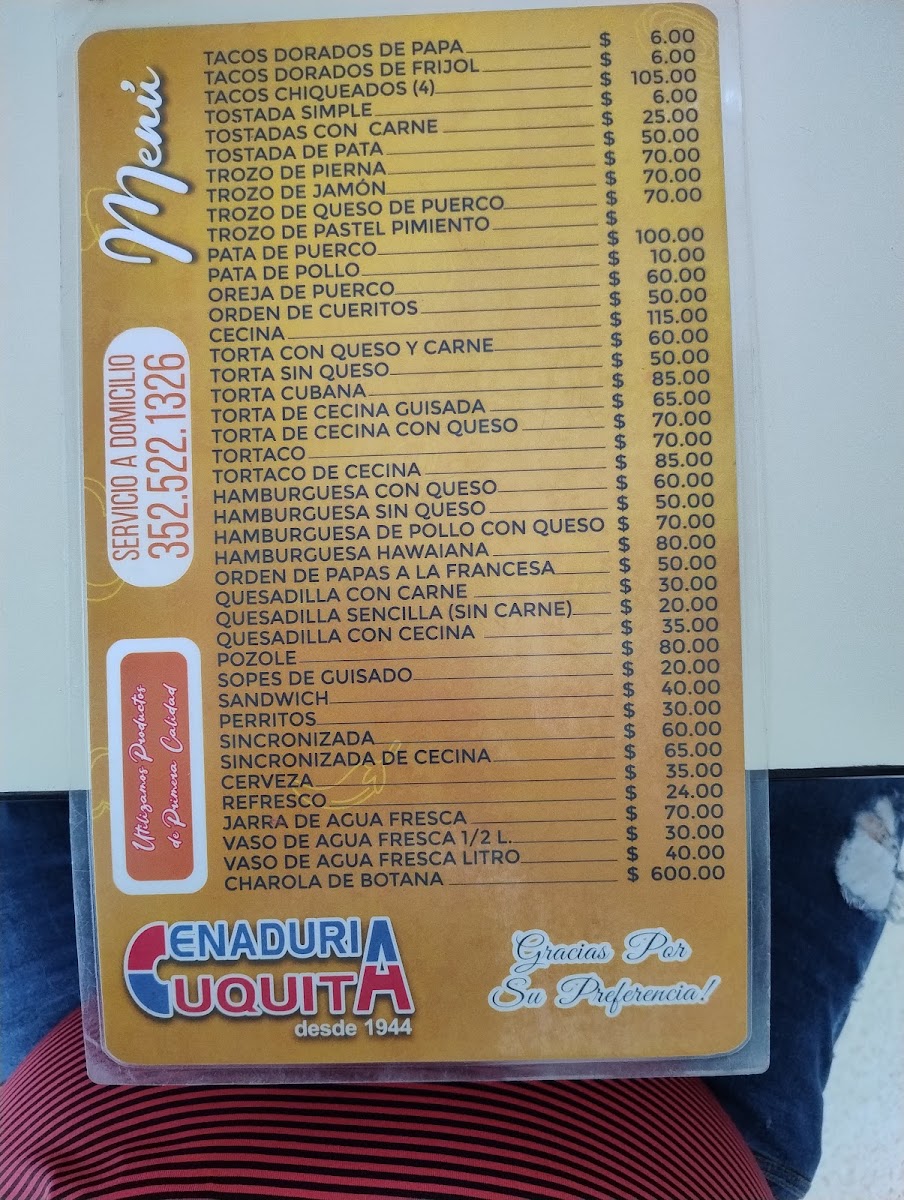 Menú
TACOS DORADOS DE PAPA $ 6.00
TACOS DORADOS DE FRIJOL $ 6.00
TACOS CHIQUEADOS (4) $ 105.00
TOSTADA SIMPLE $ 6.00
TOSTADAS CON CARNE $ 25.00
TOSTADA DE PATA $ 50.00
TROZO DE PIERNA $ 70.00
TROZO DE JAMÓN $ 70.00
TROZO DE QUESO DE PUERCO $ 70.00
TROZO DE PASTEL PIMIENTO $
PATA DE PUERCO $ 100.00
PATA DE POLLO $ 10.00
OREJA DE PUERCO $ 60.00
ORDEN DE CUERITOS $ 50.00
CECINA $ 115.00
TORTA CON QUESO Y CARNE $ 60.00
TORTA SIN QUESO $ 50.00
TORTA CUBANA $ 85.00
TORTA DE CECINA GUISADA $ 65.00
TORTA DE CECINA CON QUESO $ 70.00
TORTACO $ 70.00
TORTACO DE CECINA $ 85.00
HAMBURGUESA CON QUESO $ 60.00
HAMBURGUESA SIN QUESO $ 50.00
HAMBURGUESA DE POLLO CON QUESO $ 70.00
HAMBURGUESA HAWAIANA $ 80.00
ORDEN DE PAPAS A LA FRANCESA $ 50.00
QUESADILLA CON CARNE $ 30.00
QUESADILLA SENCILLA (SIN CARNE) $ 20.00
QUESADILLA CON CECINA $ 35.00
POZOLE $ 80.00
SOPES DE GUISADO $ 20.00
SANDWICH $ 40.00
PERRITOS $ 30.00
SINCRONIZADA $ 60.00
SINCRONIZADA DE CECINA $ 65.00
CERVEZA $ 35.00
REFRESCO $ 24.00
JARRA DE AGUA FRESCA $ 70.00
VASO DE AGUA FRESCA 1/2 L. $ 30.00
VASO DE AGUA FRESCA LITRO $ 40.00
CHAROLA DE BOTANA $ 600.00
SERVICIO A DOMICILIO
352.522.1326
Utilizamos Productos
de Primera Calidad
CENADURIA
CUQUITA
desde 1944
Gracias Por
Su Preferencia!